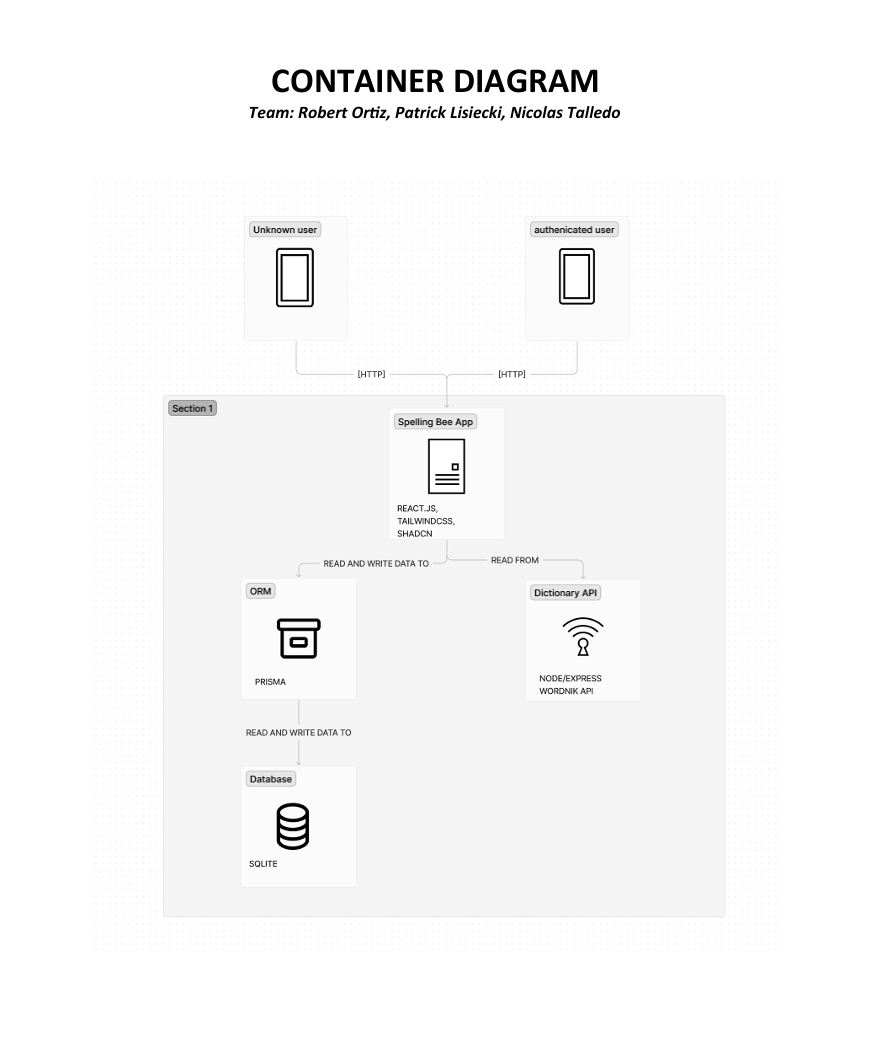 CONTAINER DIAGRAM
Team: Robert Ortiz, Patrick Lisiecki, Nicolas Talledo
Unknown user
authenicated user
[HTTP]
[HTTP]
Section 1
Spelling Bee App
REACT.JS,
TAILWINDCSS,
SHADCN
READ AND WRITE DATA TO
READ FROM
ORM
PRISMA
Dictionary API
NODE/EXPRESS
WORDNIK API
READ AND WRITE DATA TO
Database
SQLITE